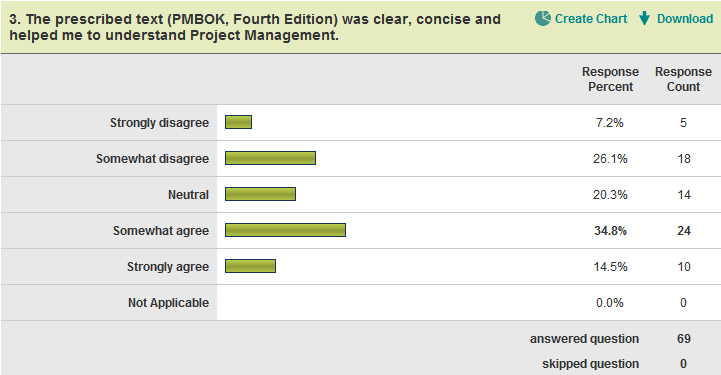 3. The prescribed text (PMBOK, Fourth Edition) was clear, concise and
helped me to understand Project Management.
Create Chart
Download
Response Percent
Response Count
Strongly disagree 7.2% 5
Somewhat disagree 26.1% 18
Neutral 20.3% 14
Somewhat agree 34.8% 24
Strongly agree 14.5% 10
Not Applicable 0.0% 0
answered question 69
skipped question 0